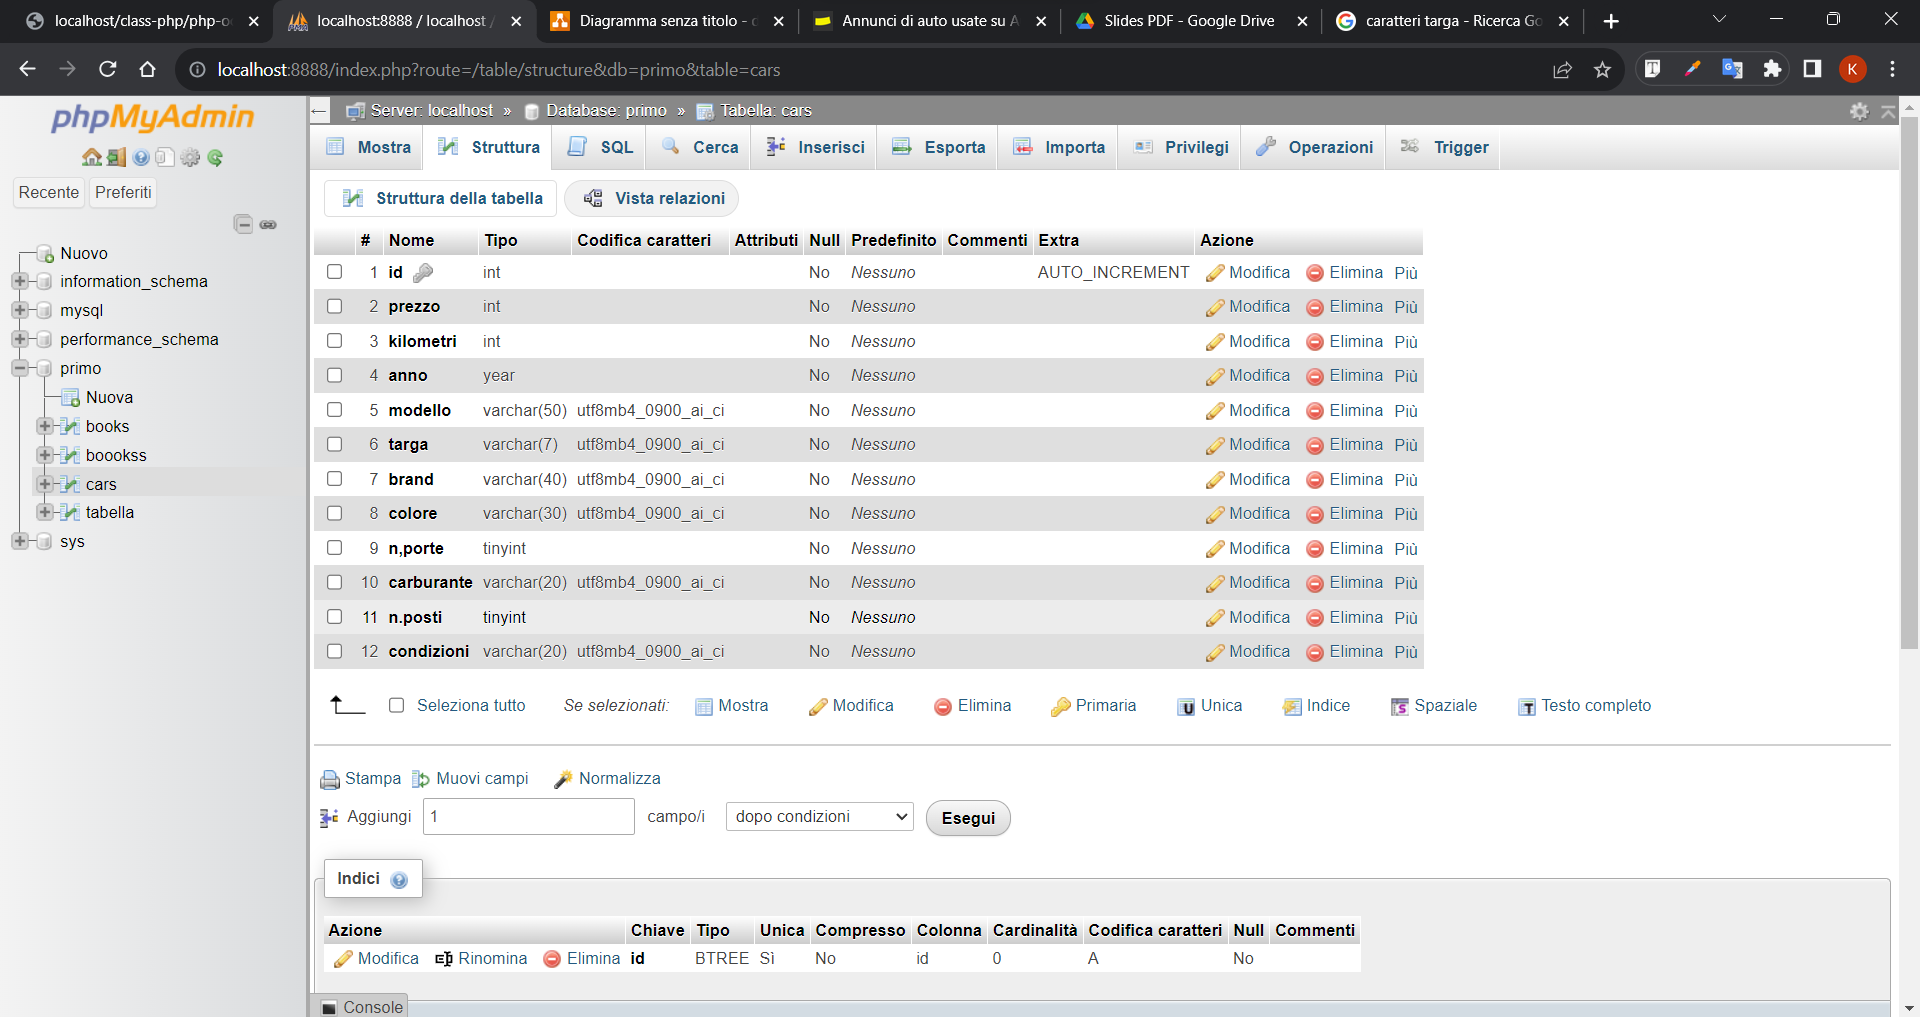 localhost/class-php/php-o
localhost:8888 / localhost /
Diagramma senza titolo -
Annunci di auto usate su A
Slides PDF - Google Drive
caratteri targa - Ricerca Go
localhost:8888/index.php?route=/table/structure&db=primo&table=cars
K
phpMyAdmin
Recente Preferiti
Nuovo
information_schema
mysql
performance_schema
primo
Nuova
books
boookss
cars
tabella
sys
Server: localhost » Database: primo » Tabella: cars
Mostra Struttura SQL Cerca Inserisci Esporta Importa Privilegi Operazioni Trigger
Struttura della tabella Vista relazioni
# Nome Tipo Codifica caratteri Attributi Null Predefinito Commenti Extra Azione
1 id int No Nessuno AUTO_INCREMENT Modifica Elimina Più
2 prezzo int No Nessuno Modifica Elimina Più
3 kilometri int No Nessuno Modifica Elimina Più
4 anno year No Nessuno Modifica Elimina Più
5 modello varchar(50) utf8mb4_0900_ai_ci No Nessuno Modifica Elimina Più
6 targa varchar(7) utf8mb4_0900_ai_ci No Nessuno Modifica Elimina Più
7 brand varchar(40) utf8mb4_0900_ai_ci No Nessuno Modifica Elimina Più
8 colore varchar(30) utf8mb4_0900_ai_ci No Nessuno Modifica Elimina Più
9 n,porte tinyint No Nessuno Modifica Elimina Più
10 carburante varchar(20) utf8mb4_0900_ai_ci No Nessuno Modifica Elimina Più
11 n.posti tinyint No Nessuno Modifica Elimina Più
12 condizioni varchar(20) utf8mb4_0900_ai_ci No Nessuno Modifica Elimina Più
Seleziona tutto Se selezionati: Mostra Modifica Elimina Primaria Unica Indice Spaziale Testo completo
Stampa Muovi campi Normalizza
Aggiungi 1 campo/i dopo condizioni Esegui
Indici
Azione Chiave Tipo Unica Compresso Colonna Cardinalità Codifica caratteri Null Commenti
Modifica Rinomina Elimina id BTREE Sì No id 0 A No
Console